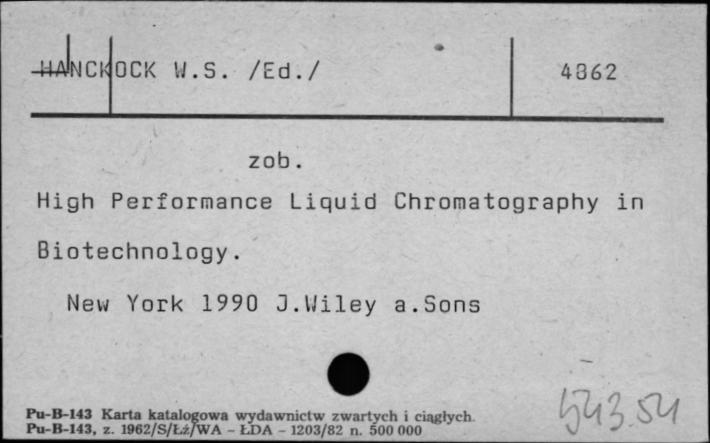 HANCKOCK W.S. /Ed./ 4862
zob.
High Performance Liquid Chromatography in
Biotechnology.
New York 1990 J.Wiley a.Sons
543.54
Pu-B-143 Karta katalogowa wydawnictw zwartych i ciągłych.
Pu-B-143, z. 1962/S/Łź/WA - ŁDA - 1203/82 n. 500 000